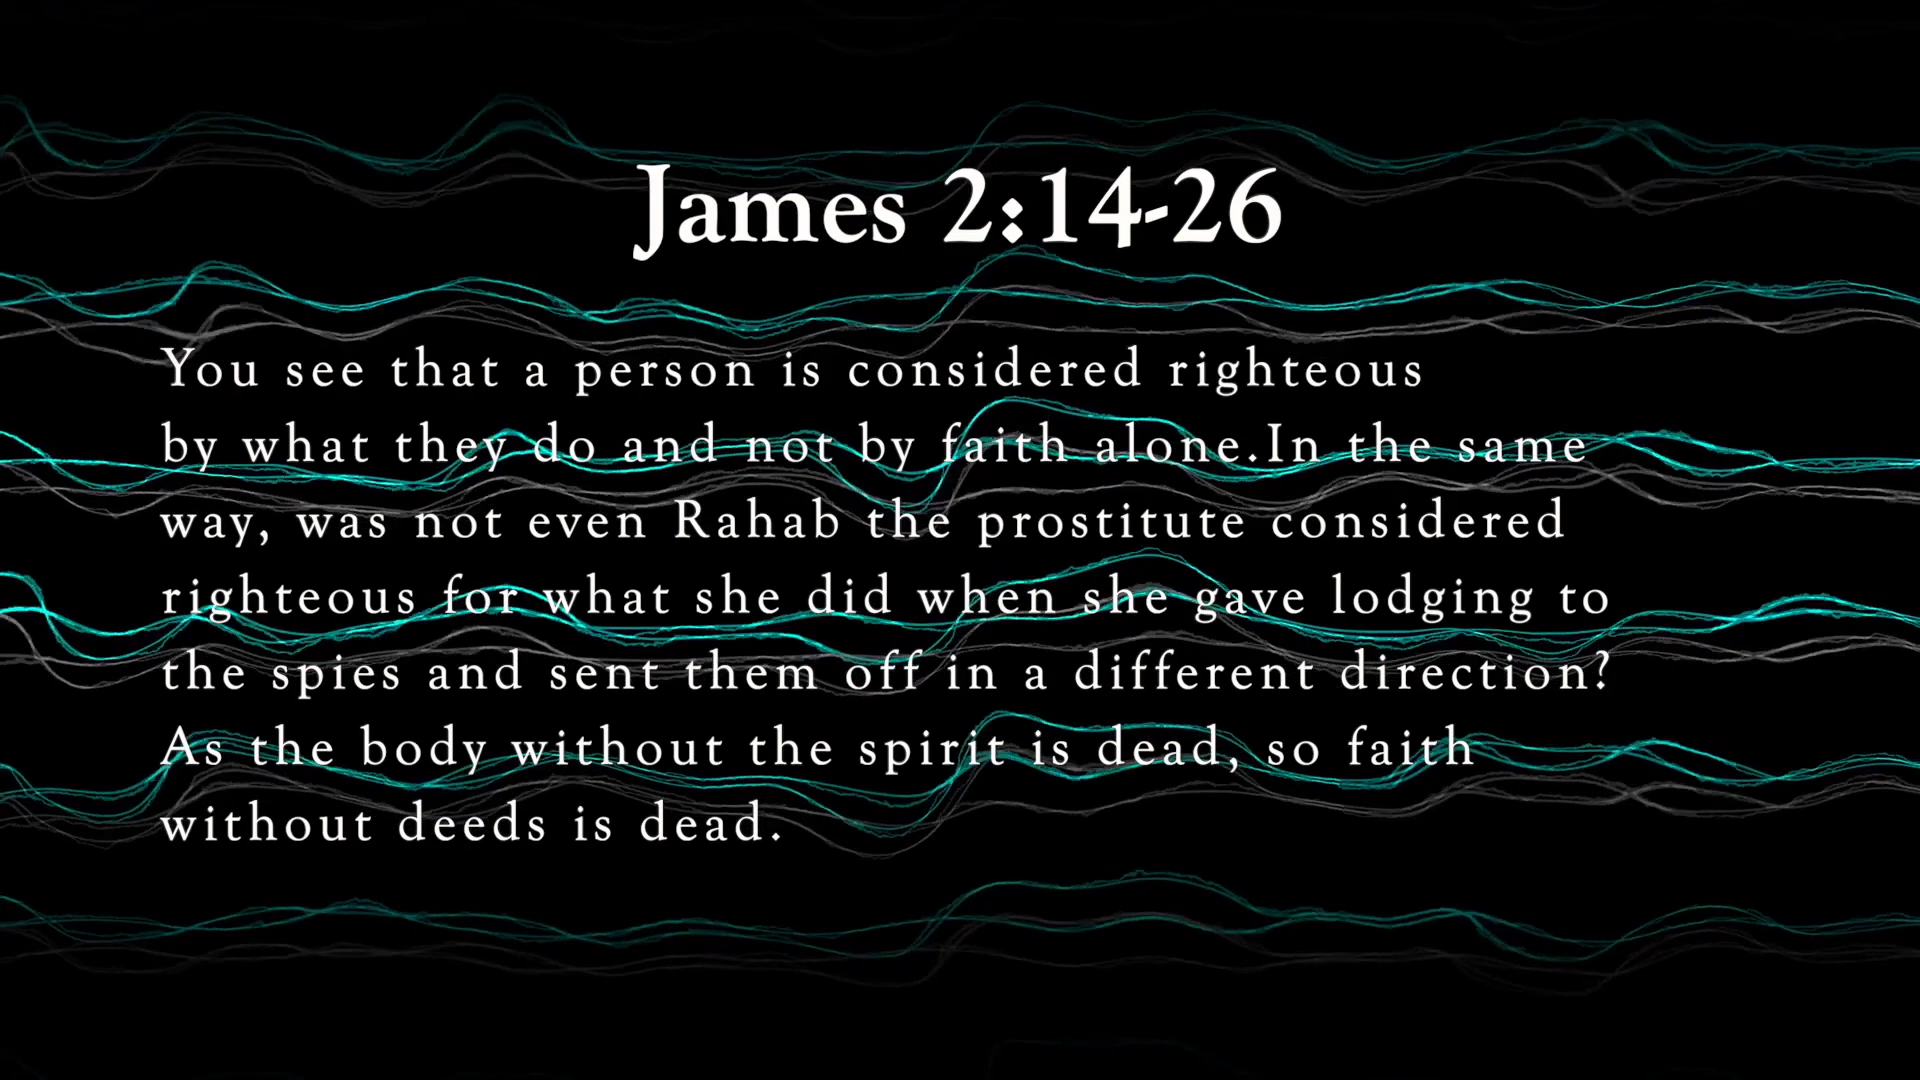 James 2:14-26
You see that a person is considered righteous
by what they do and not by faith alone.In the same
way, was not even Rahab the prostitute considered
righteous for what she did when she gave lodging to
the spies and sent them off in a different direction?
As the body without the spirit is dead, so faith
without deeds is dead.